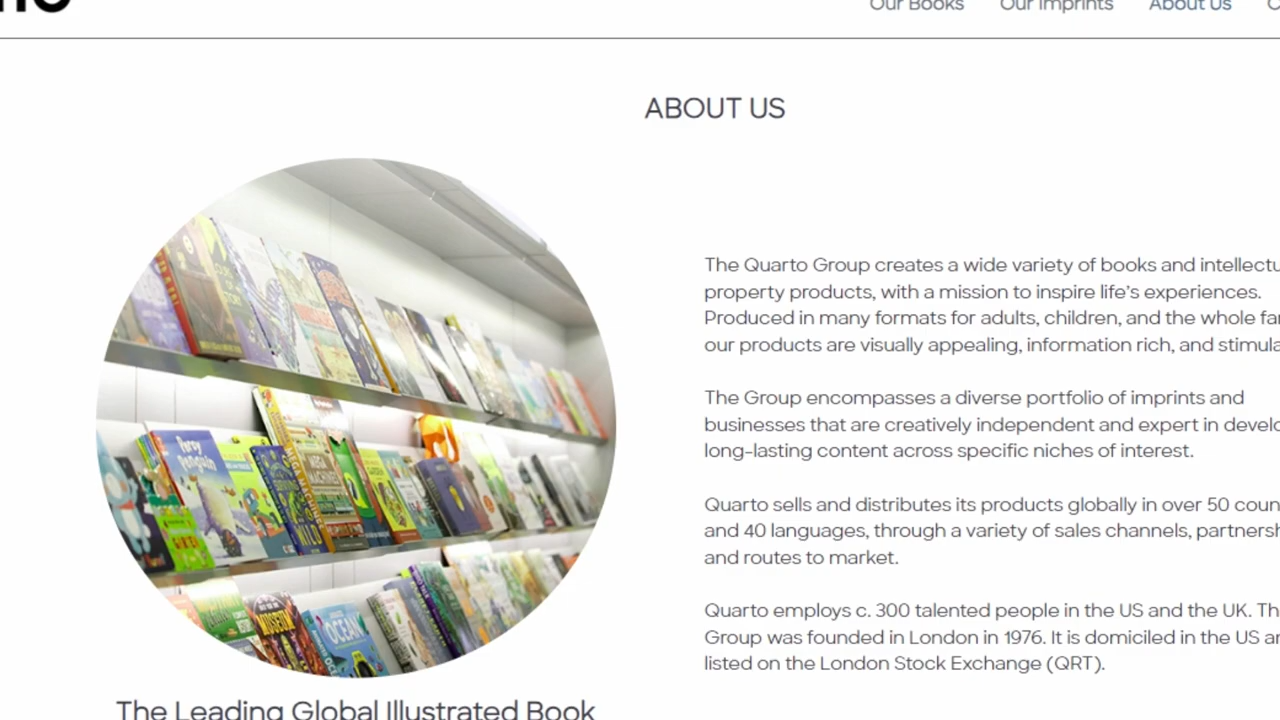 Our Books Our Imprints About Us
ABOUT US
The Quarto Group creates a wide variety of books and intellectu
property products, with a mission to inspire life's experiences.
Produced in many formats for adults, children, and the whole fa
our products are visually appealing, information rich, and stimula
The Group encompasses a diverse portfolio of imprints and
businesses that are creatively independent and expert in develo
long-lasting content across specific niches of interest.
Quarto sells and distributes its products globally in over 50 coun
and 40 languages, through a variety of sales channels, partnersh
and routes to market.
Quarto employs c. 300 talented people in the US and the UK. Th
Group was founded in London in 1976. It is domiciled in the US a
listed on the London Stock Exchange (QRT).
Percy
Penguin
MUSEUM
OCEAN
The Leading Global Illustrated Book